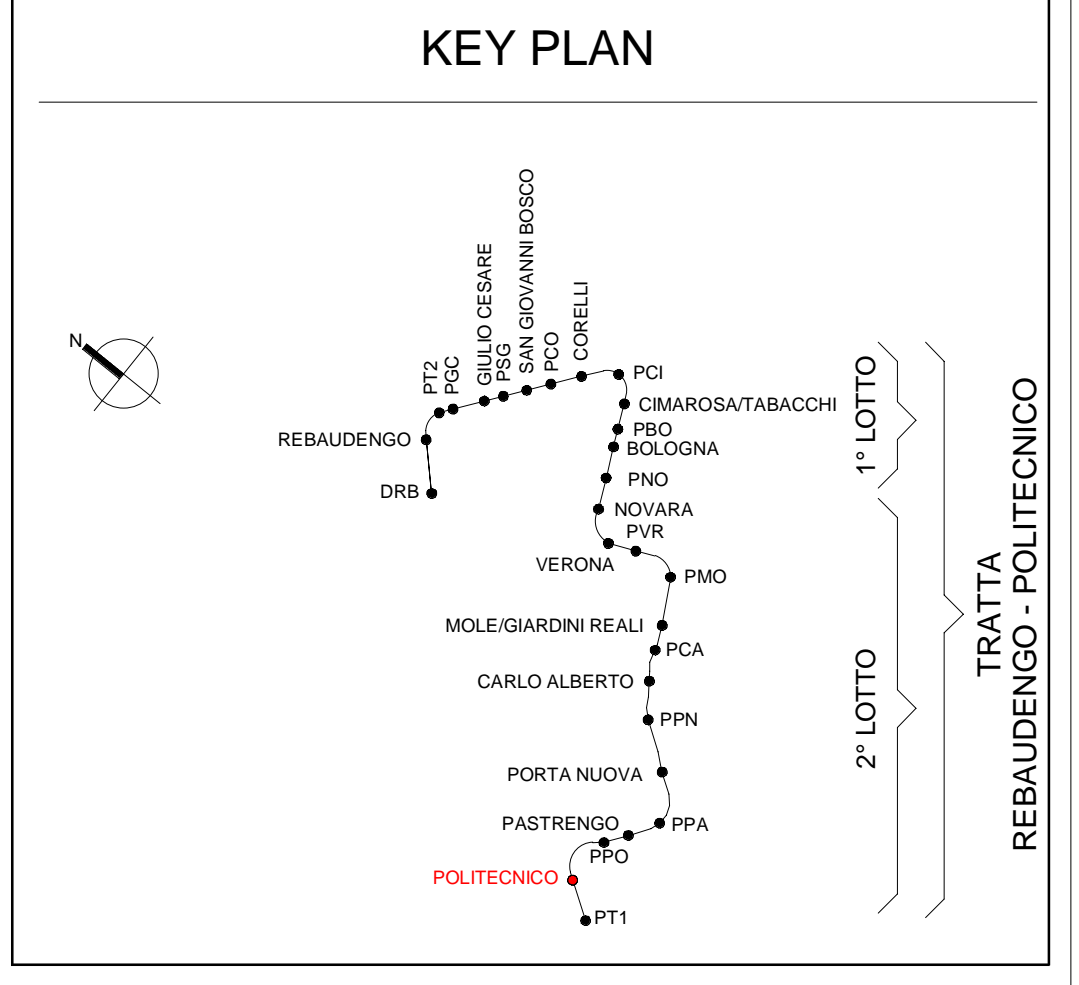 KEY PLAN
N
PT2
PGC
GIULIO CESARE
PSG
SAN GIOVANNI BOSCO
PCO
CORELLI
PCI
CIMAROSA/TABACCHI
PBO
BOLOGNA
PNO
NOVARA
PVR
VERONA
PMO
MOLE/GIARDINI REALI
PCA
CARLO ALBERTO
PPN
PORTA NUOVA
PPA
PASTRENGO
PPO
POLITECNICO
PT1
REBAUDENGO
DRB
1° LOTTO
2° LOTTO
TRATTA
REBAUDENGO - POLITECNICO